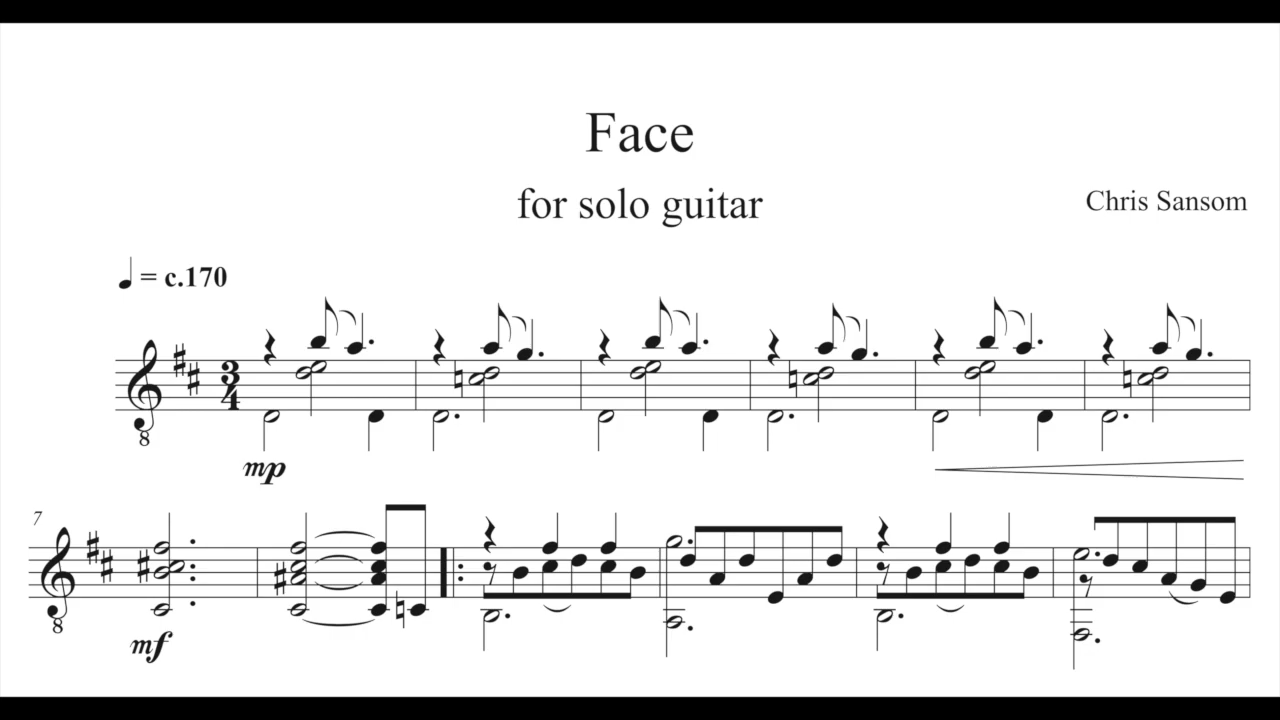 Face
for solo guitar
Chris Sansom
= c.170
3
4
8
mp
7
8
mf